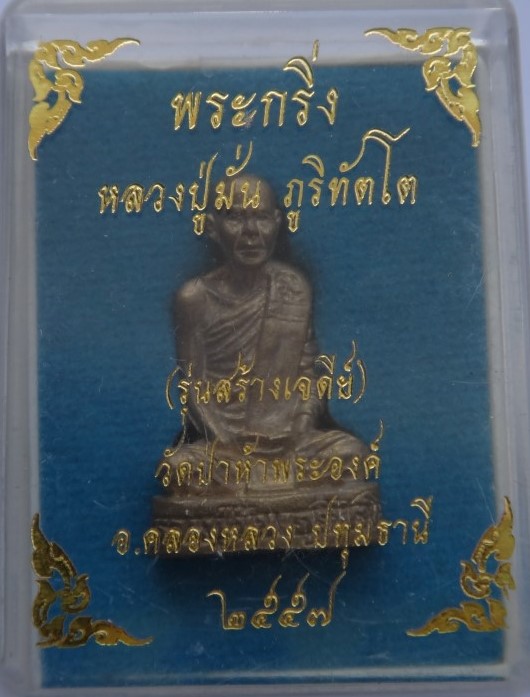 พระกริ่ง
หลวงปู่มั่น ภูริทัตโต
(รุ่นสร้างเจดีย์)
วัดป่าห้าพระองค์
อ.คลองหลวง ปทุมธานี
๒๕๕๗